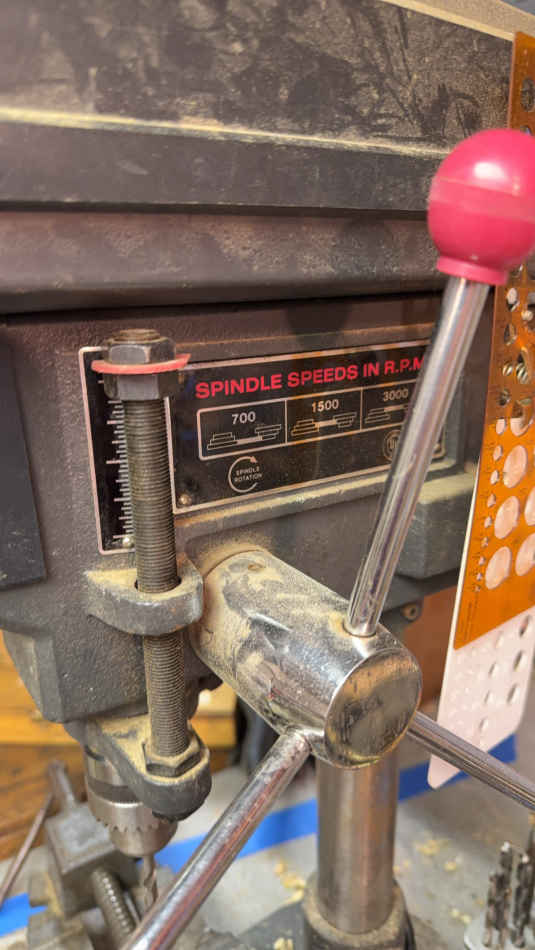 SPINDLE SPEEDS IN R.P.M
700
1500
3000
SPINDLE
ROTATION